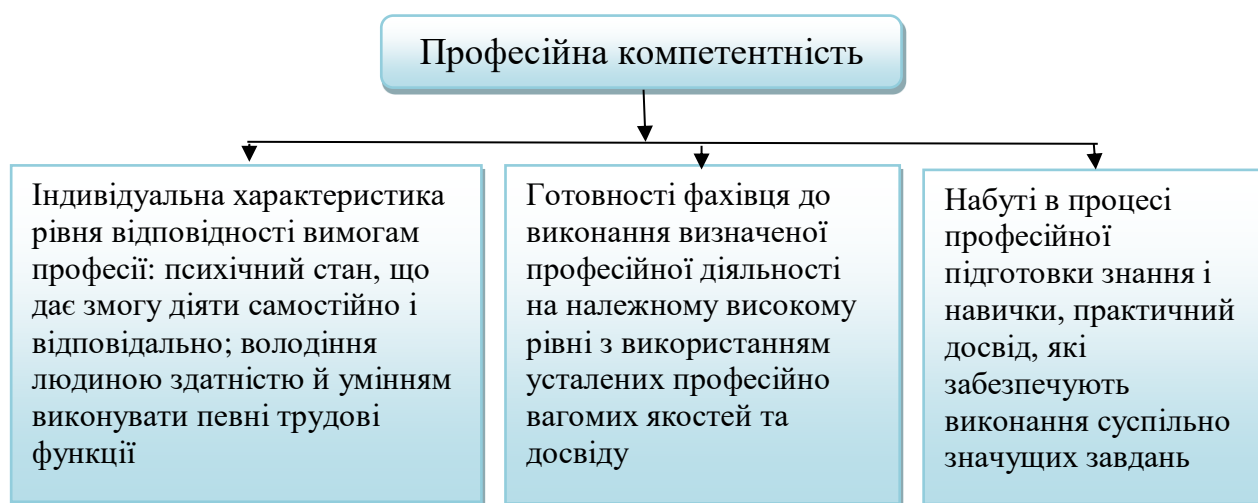 Професійна компетентність
Індивідуальна характеристика
рівня відповідності вимогам
професії: психічний стан, що
дає змогу діяти самостійно і
відповідально; володіння
людиною здатністю й умінням
виконувати певні трудові
функції
Готовності фахівця до
виконання визначеної
професійної діяльності
на належному високому
рівні з використанням
усталених професійно
вагомих якостей та
досвіду
Набуті в процесі
професійної
підготовки знання і
навички, практичний
досвід, які
забезпечують
виконання суспільно
значущих завдань